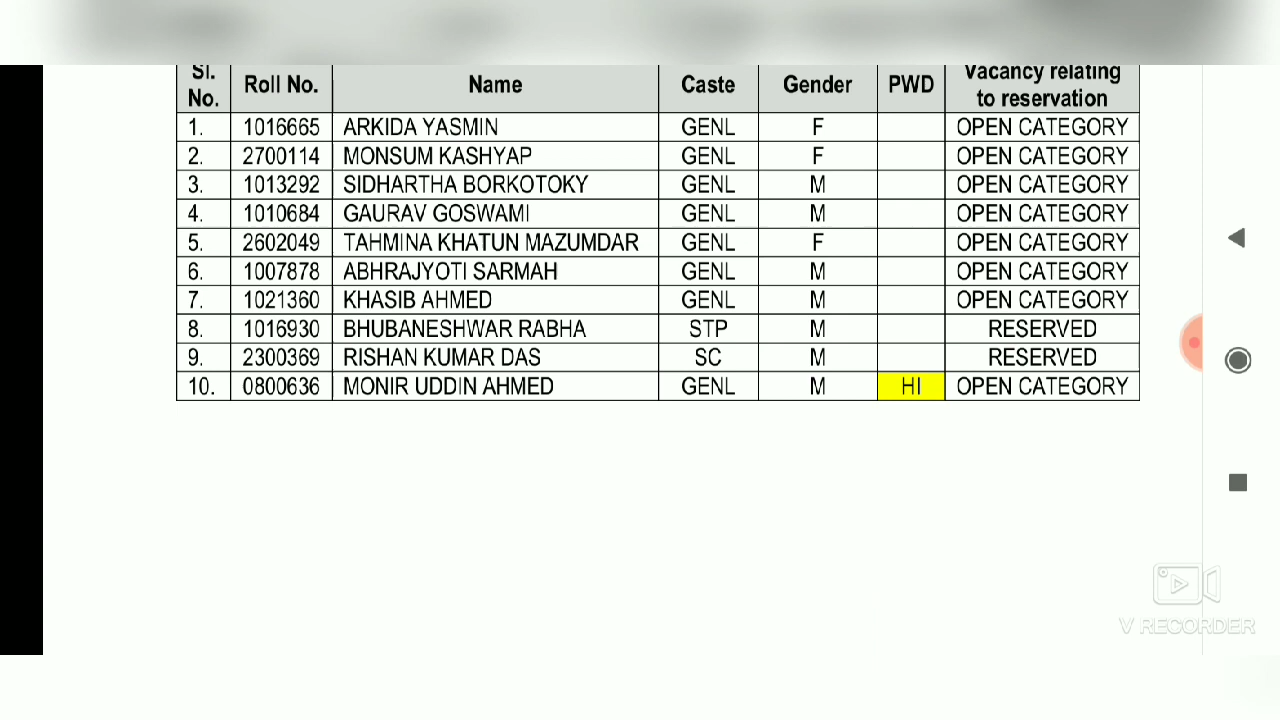 Sl. No. Roll No. Name Caste Gender PWD Vacancy relating to reservation
1. 1016665 ARKIDA YASMIN GENL F OPEN CATEGORY
2. 2700114 MONSUM KASHYAP GENL F OPEN CATEGORY
3. 1013292 SIDHARTHA BORKOTOKY GENL M OPEN CATEGORY
4. 1010684 GAURAV GOSWAMI GENL M OPEN CATEGORY
5. 2602049 TAHMINA KHATUN MAZUMDAR GENL F OPEN CATEGORY
6. 1007878 ABHRAJYOTI SARMAH GENL M OPEN CATEGORY
7. 1021360 KHASIB AHMED GENL M OPEN CATEGORY
8. 1016930 BHUBANESHWAR RABHA STP M RESERVED
9. 2300369 RISHAN KUMAR DAS SC M RESERVED
10. 0800636 MONIR UDDIN AHMED GENL M HI OPEN CATEGORY
V RECORDER